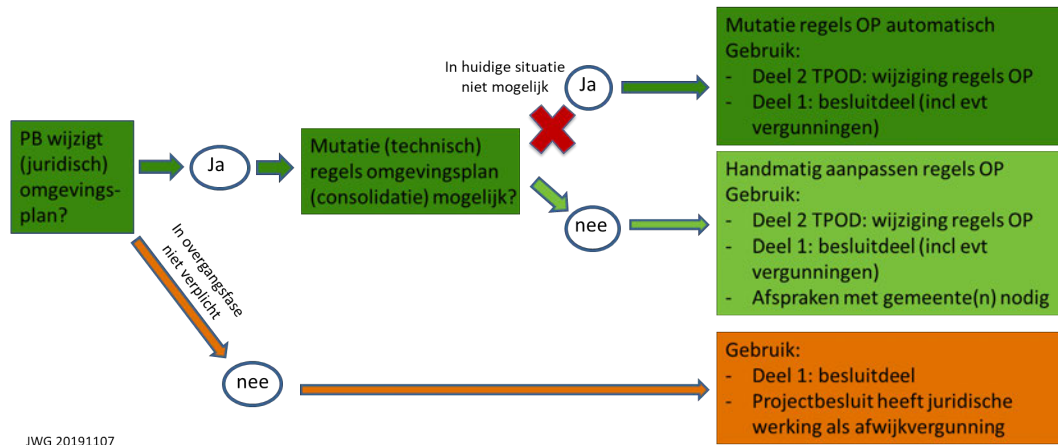 PB wijzigt
(juridisch)
omgevings-
plan?
Ja
Mutatie (technisch)
regels omgevingsplan
(consolidatie) mogelijk?
In huidige situatie
niet mogelijk
Ja
Mutatie regels OP automatisch
Gebruik:
- Deel 2 TPOD: wijziging regels OP
- Deel 1: besluitdeel (incl evt
vergunningen)
nee
Handmatig aanpassen regels OP
Gebruik:
- Deel 2 TPOD: wijziging regels OP
- Deel 1: besluitdeel (incl evt
vergunningen)
- Afspraken met gemeente(n) nodig
In overgangsfase
niet verplicht
nee
Gebruik:
- Deel 1: besluitdeel
- Projectbesluit heeft juridische
werking als afwijkvergunning
JWG 20191107